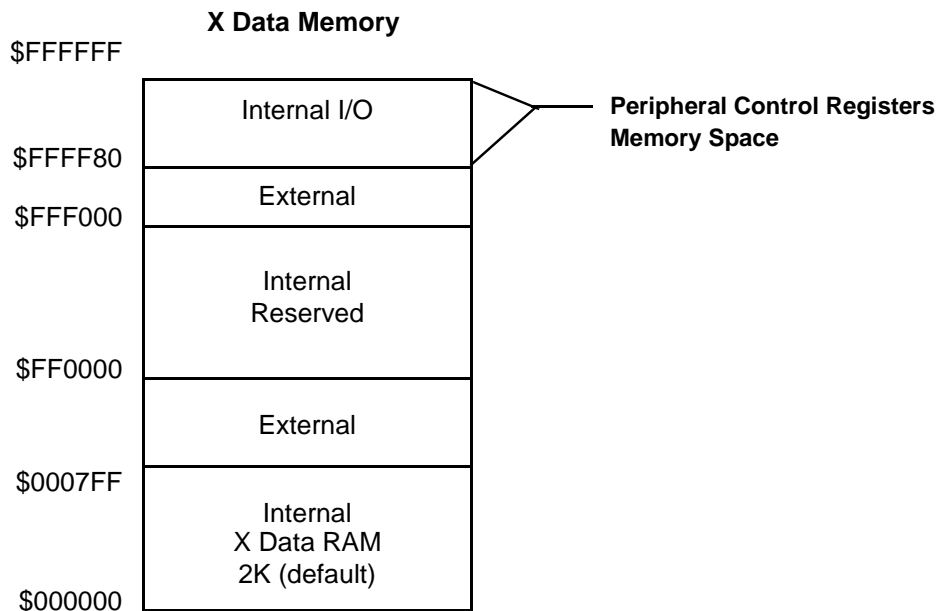 X Data Memory
$FFFFFF
Internal I/O
Peripheral Control Registers
Memory Space
$FFFF80
External
$FFF000
Internal
Reserved
$FF0000
External
$0007FF
Internal
X Data RAM
2K (default)
$000000